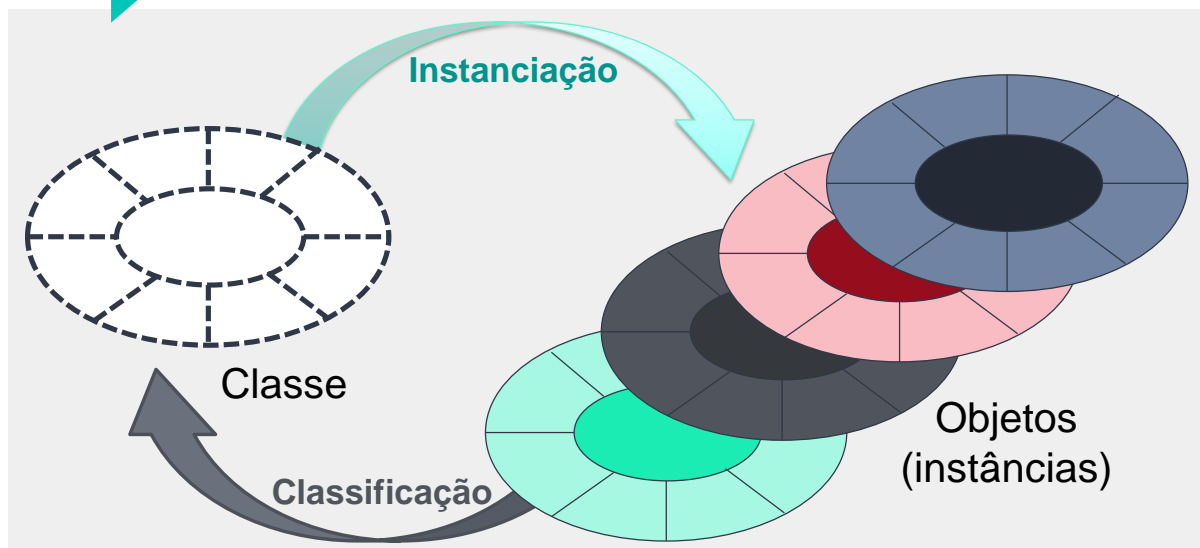 Instanciação
Classe
Objetos
(instâncias)
Classificação